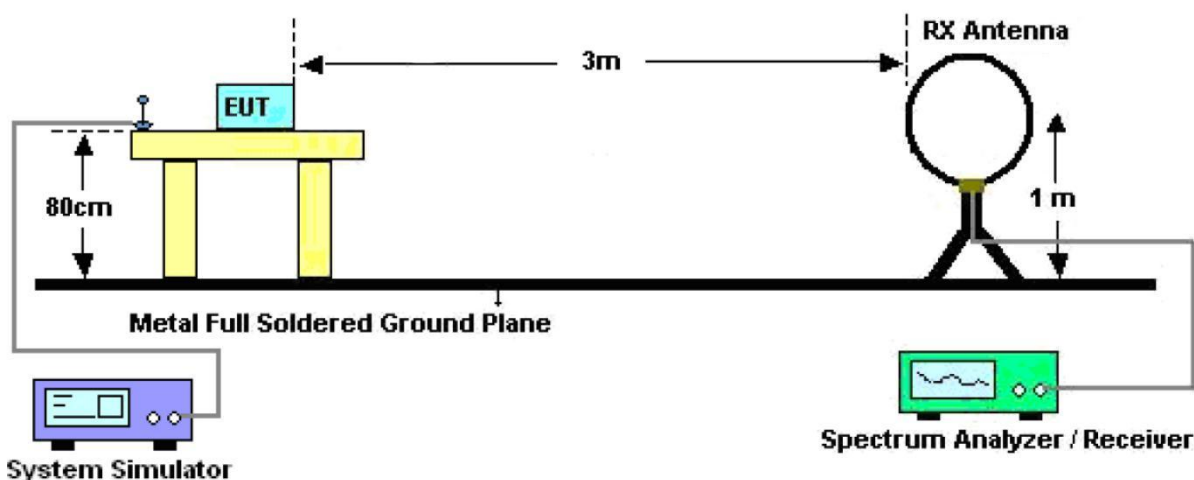 RX Antenna
3m
EUT
80cm
1 m
Metal Full Soldered Ground Plane
System Simulator
Spectrum Analyzer / Receiver